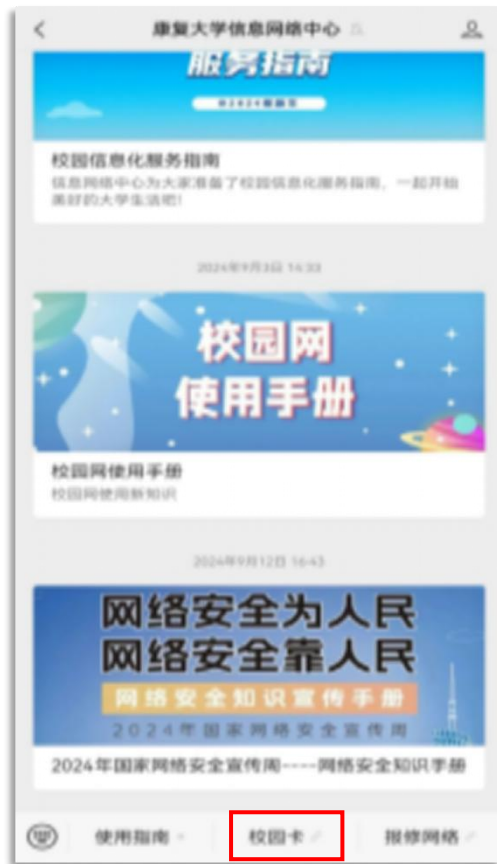 康复大学信息网络中心
服务指南
校园信息化服务指南
信息网络中心为大家准备了校园信息化服务指南，一起开始
美好的大学生活吧！
2024年9月3日 14:33
校园网
使用手册
校园网使用手册
校园网使用新知识
2024年9月12日 16:43
网络安全为人民
网络安全靠人民
网络安全知识宣传手册
2024年国家网络安全宣传周
2024年国家网络安全宣传周----网络安全知识手册
使用指南
校园卡
报修网络